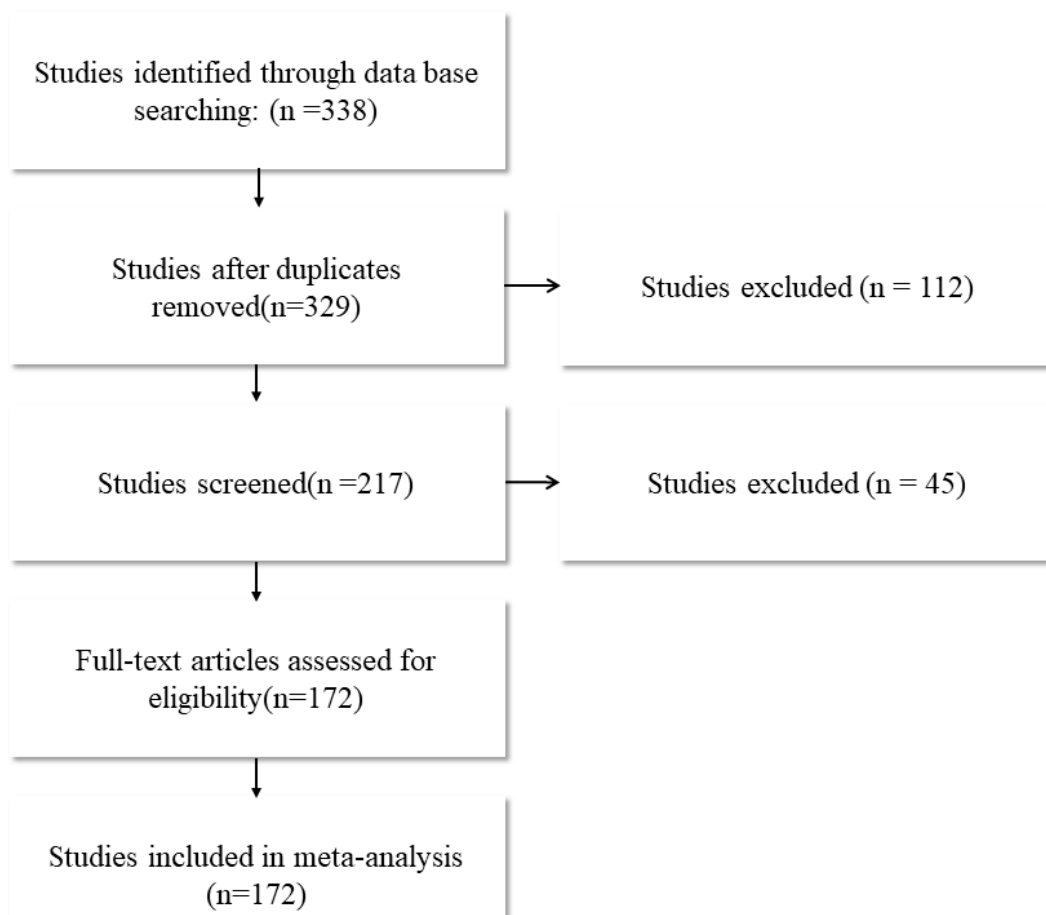 Studies identified through data base
searching: (n =338)
Studies after duplicates
removed(n=329)
Studies excluded (n = 112)
Studies screened(n =217)
Studies excluded (n = 45)
Full-text articles assessed for
eligibility(n=172)
Studies included in meta-analysis
(n=172)